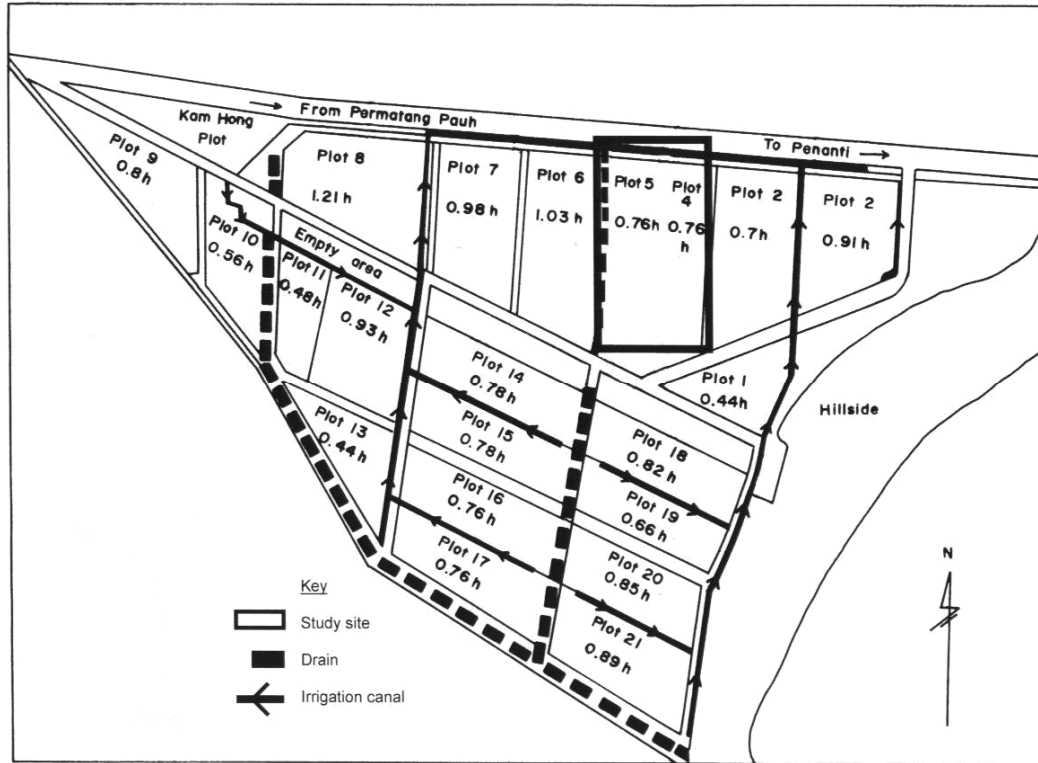 From Permatang Pauh
To Penanti
Kam Hong
Plot
Plot 9
0.8h
Plot 8
1.21 h
Plot 7
0.98 h
Plot 6
1.03 h
Plot 5
0.76h
Plot
4
0.76
h
Plot 2
0.7h
Plot 2
0.91h
Plot 10
0.56h
Empty area
Plot 11
0.48h
Plot 12
0.93h
Plot 13
0.44h
Plot 14
0.78h
Plot 15
0.78h
Plot 16
0.76h
Plot 17
0.76h
Plot 1
0.44h
Hillside
Plot 18
0.82h
Plot 19
0.66h
Plot 20
0.85h
Plot 21
0.89h
N
Key
Study site
Drain
Irrigation canal